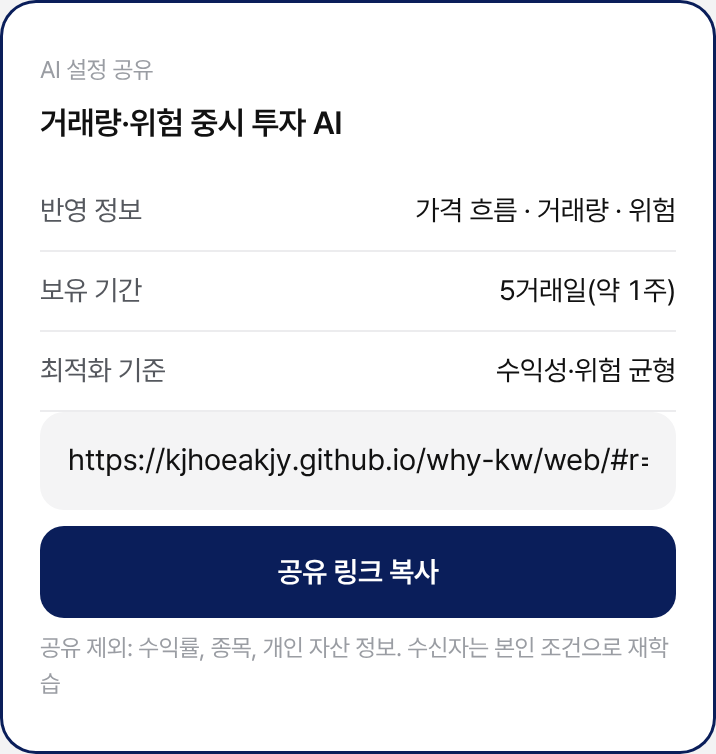 AI 설정 공유
거래량·위험 중시 투자 AI
반영 정보 가격 흐름 · 거래량 · 위험
보유 기간 5거래일(약 1주)
최적화 기준 수익성·위험 균형
https://kjhoeakjy.github.io/why-kw/web/#r=
공유 링크 복사
공유 제외: 수익률, 종목, 개인 자산 정보. 수신자는 본인 조건으로 재학
습